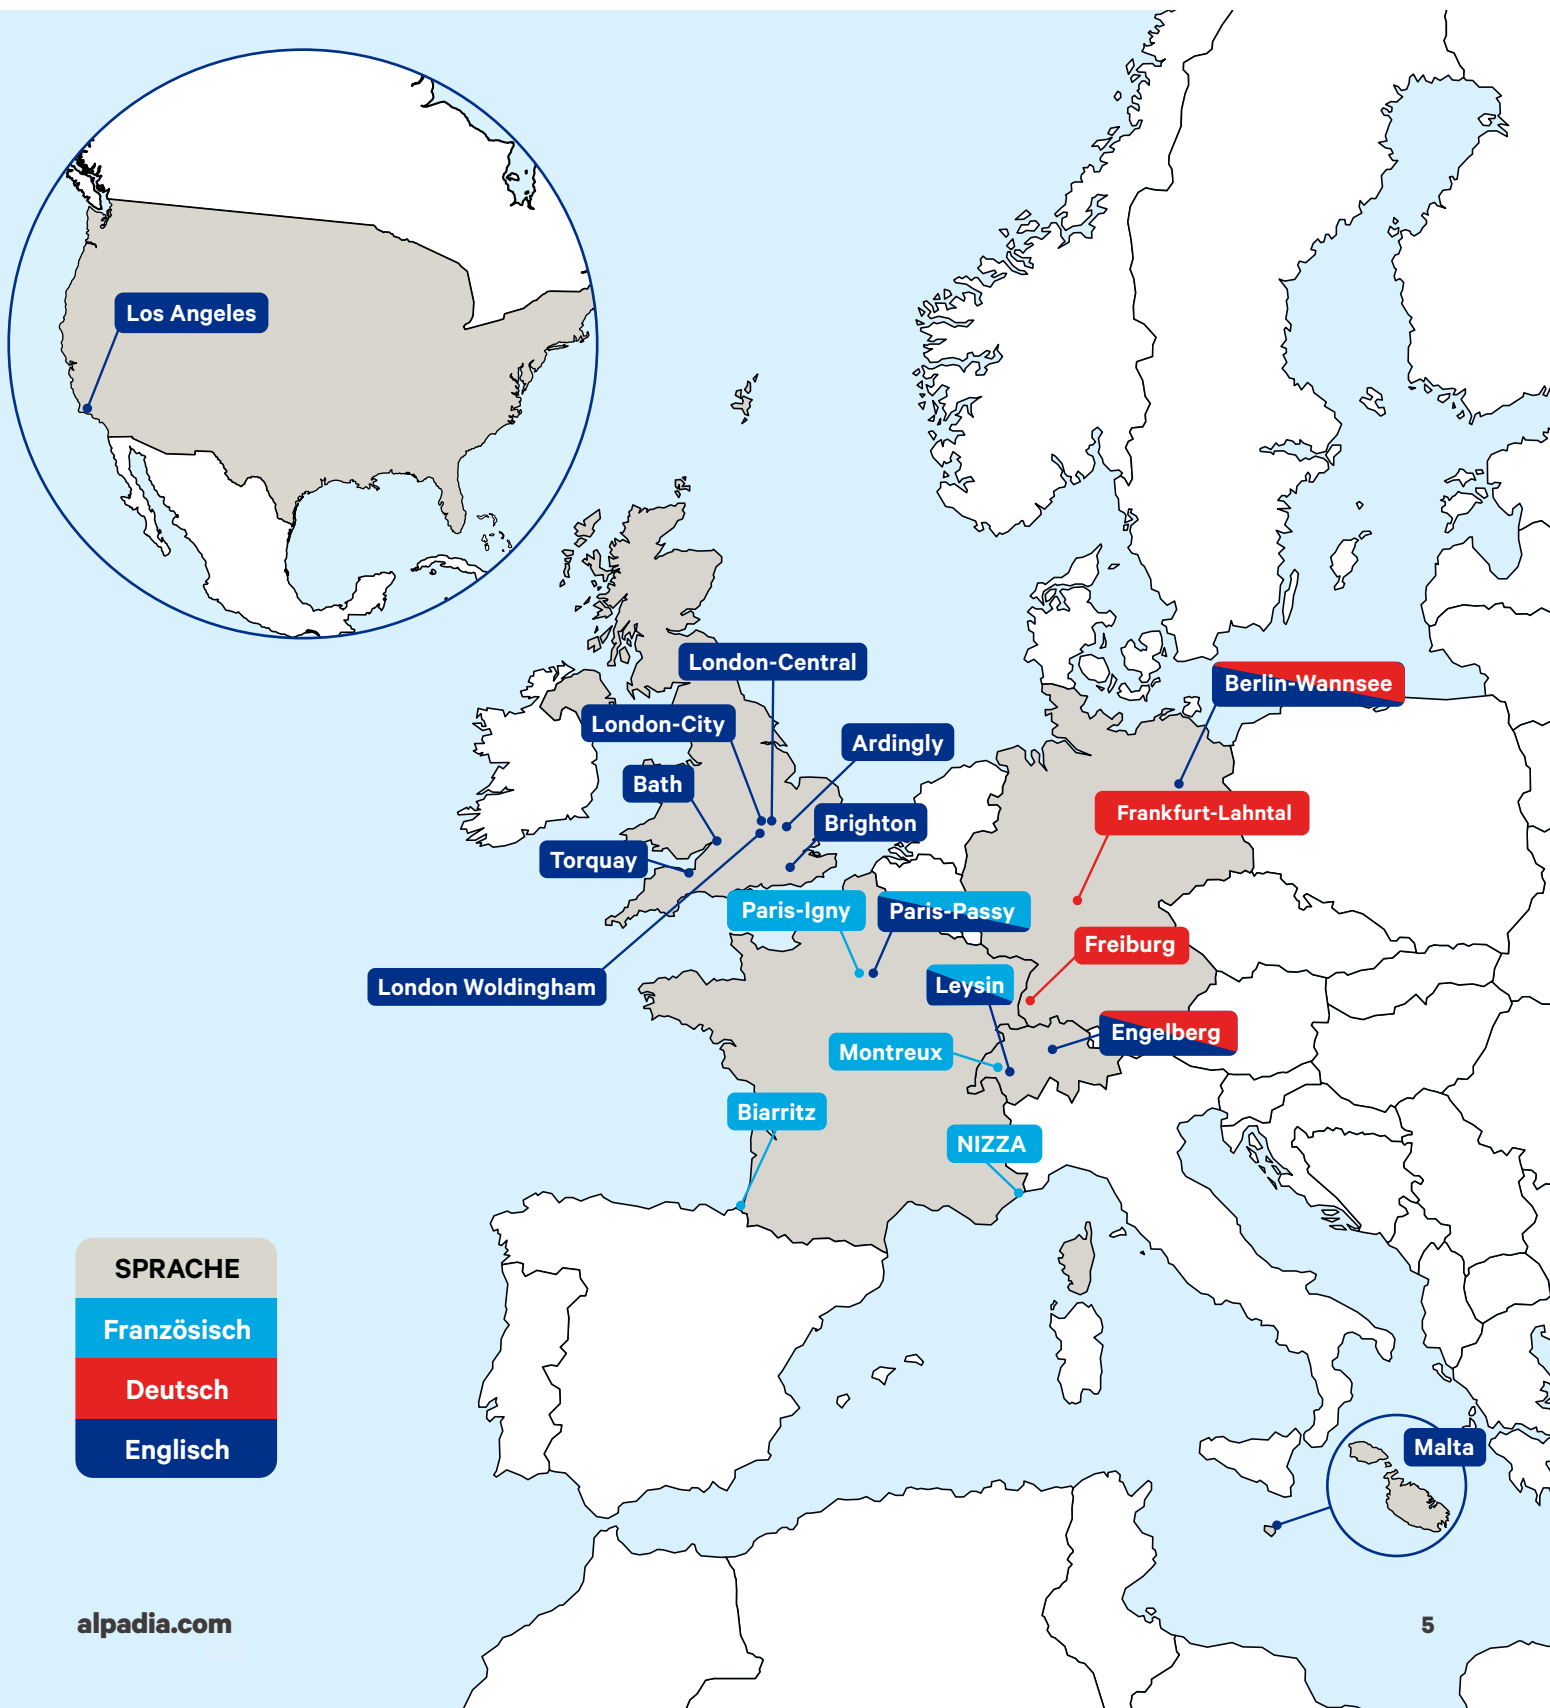 Los Angeles
London-Central
Berlin-Wannsee
London-City
Ardingly
Bath
Frankfurt-Lahntal
Brighton
Torquay
Paris-Igny
Paris-Passy
Freiburg
London Woldingham
Leysin
Engelberg
Montreux
Biarritz
NIZZA
SPRACHE
Französisch
Deutsch
Englisch
Malta
alpadia.com
5